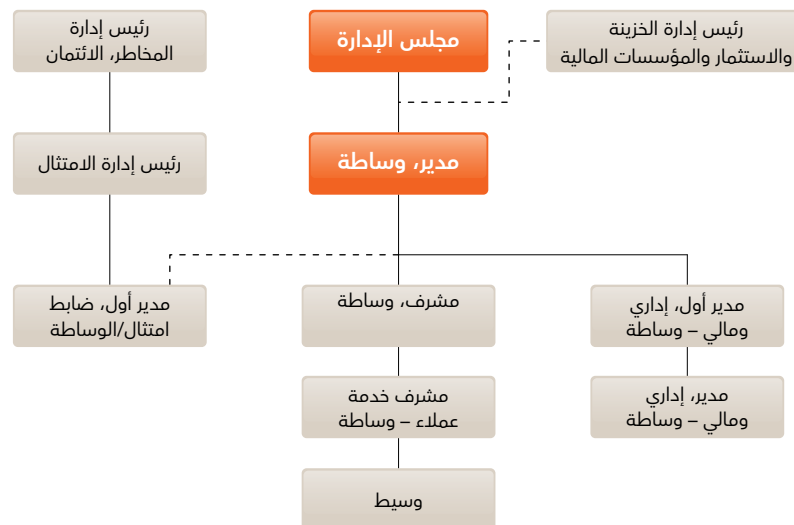 رئيس إدارة الخزينة
والاستثمار والمؤسسات المالية
مجلس الإدارة
رئيس إدارة
المخاطر، الائتمان
مدير، وساطة
رئيس إدارة الامتثال
مدير أول، إداري
ومالي – وساطة
مشرف، وساطة
مدير أول، ضابط
امتثال/الوساطة
مدير، إداري
ومالي – وساطة
مشرف خدمة
عملاء – وساطة
وسيط